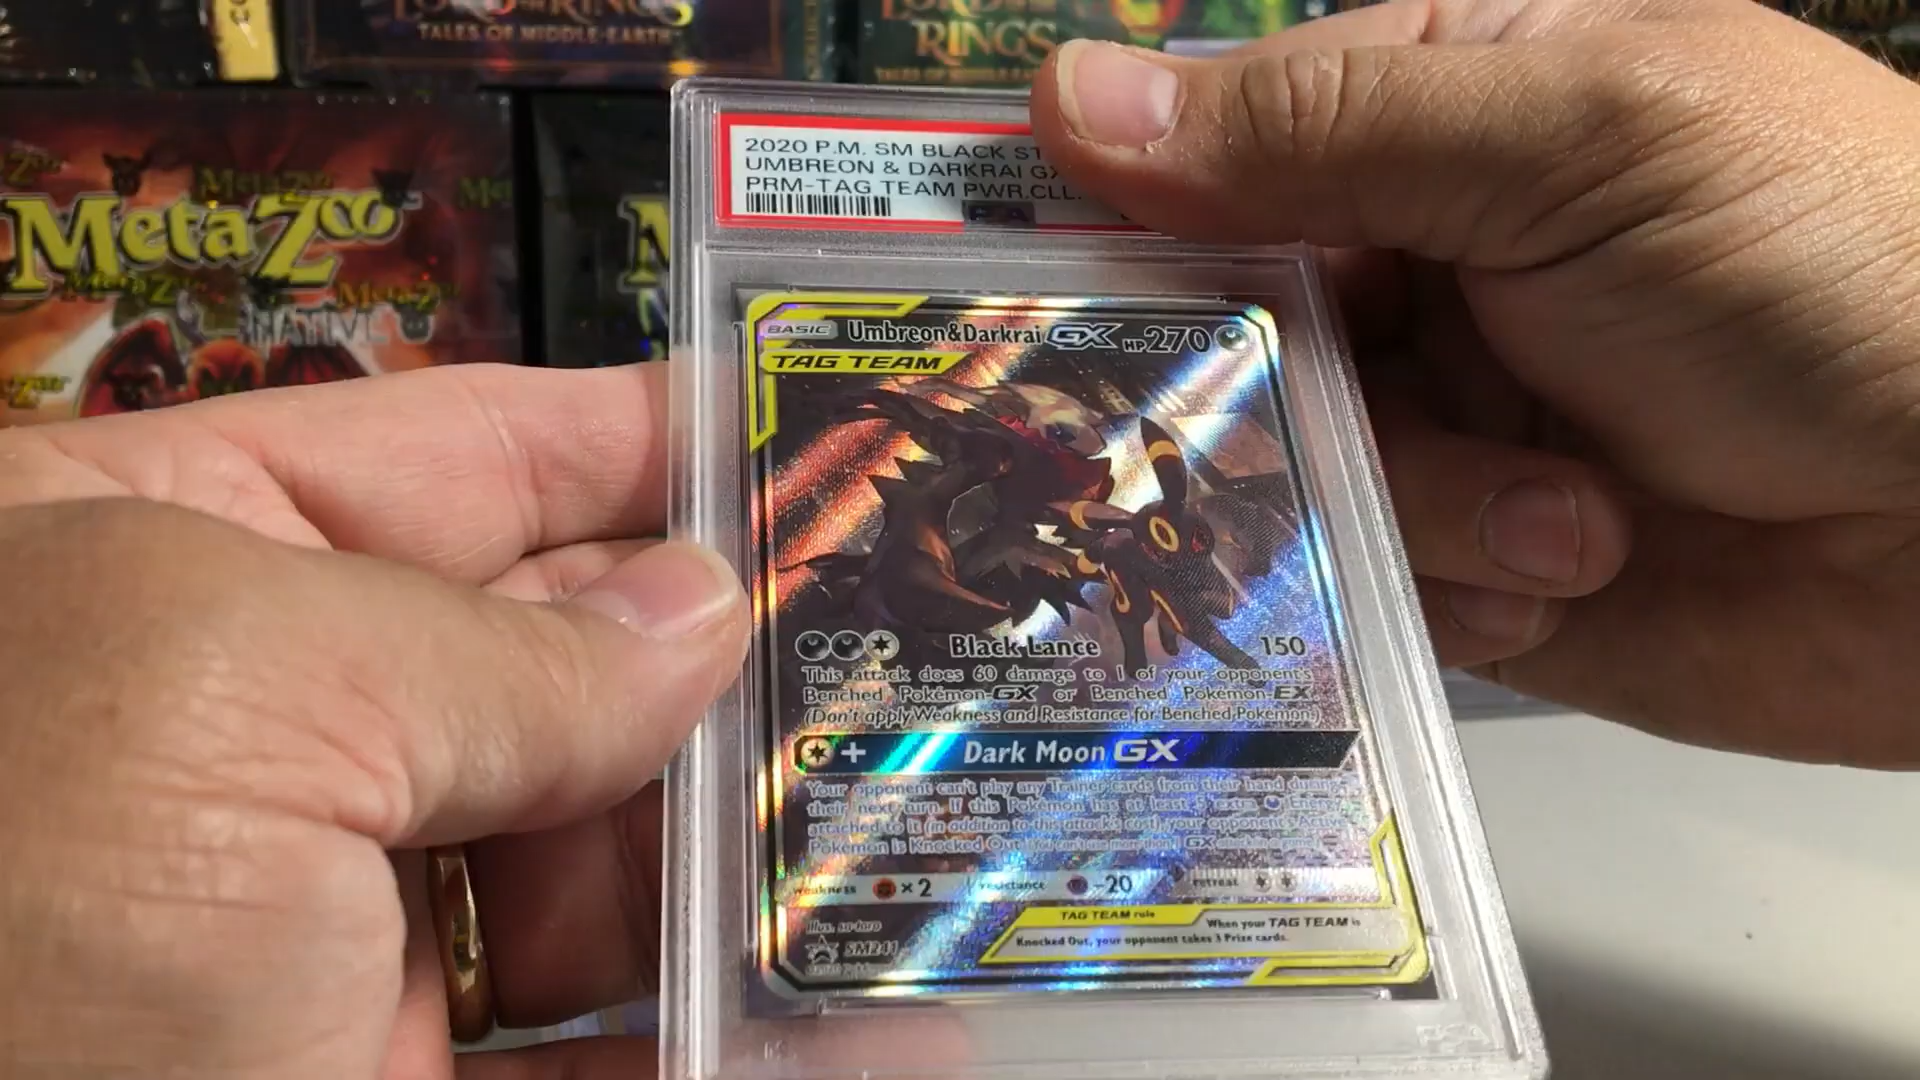 LORD OF THE RINGS
TALES OF MIDDLE-EARTH
LORD OF THE
RINGS
TALES OF MIDDLE-EARTH
MetaZoo
NATIVE
2020 P.M. SM BLACK ST
UMBREON & DARKRAI GX
PRM-TAG TEAM PWR.CLL.
PSA
BASIC Umbreon&Darkrai GX HP270
TAG TEAM
Black Lance 150
This attack does 60 damage to 1 of your opponent's
Benched Pokémon-GX or Benched Pokémon-EX
(Don't apply Weakness and Resistance for Benched Pokémon.)
+ Dark Moon GX
Your opponent can't play any Trainer cards from their hand during
their next turn. If this Pokémon has at least 5 extra Energy
attached to it (in addition to this attack's cost), your opponent's Active
Pokémon is Knocked Out. (You can't use more than 1 GX attack in a game.)
weakness ×2 resistance -20 retreat
TAG TEAM rule When your TAG TEAM is
Knocked Out, your opponent takes 3 Prize cards.
Illus. so-taro
SM241